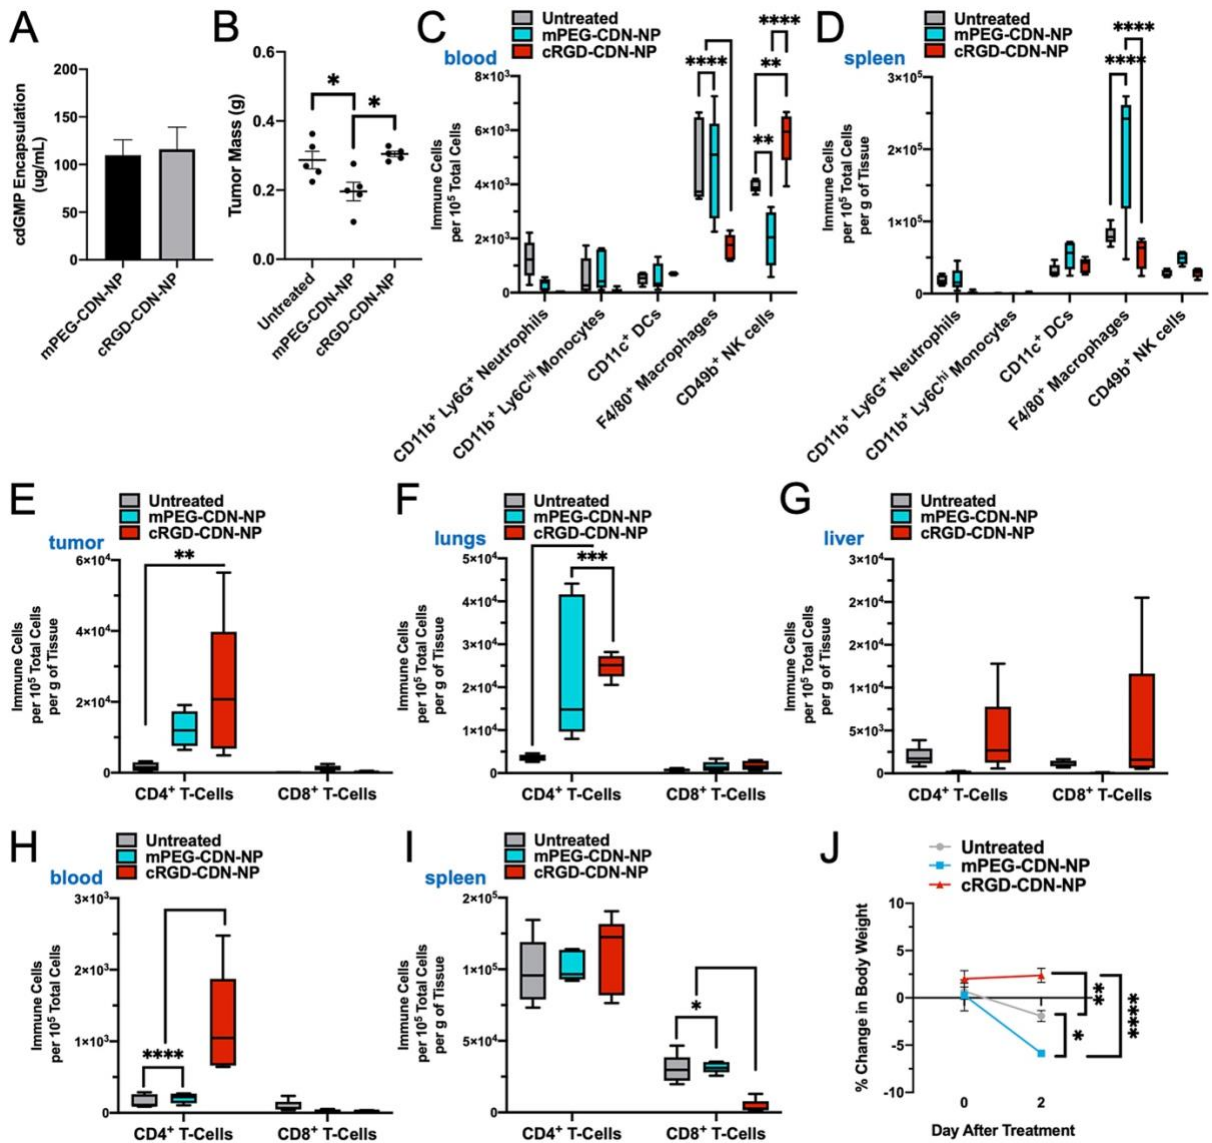 A
cdGMP Encapsulation
(ug/mL)
200
150
100
50
0
mPEG-CDN-NP
cRGD-CDN-NP
B
Tumor Mass (g)
0.6
0.4
0.2
0.0
*
*
Untreated
mPEG-CDN-NP
cRGD-CDN-NP
C
Untreated
mPEG-CDN-NP
cRGD-CDN-NP
blood
Immune Cells
per 10⁵ Total Cells
8×10³
6×10³
4×10³
2×10³
0
****
****
**
**
CD11b⁺ Ly6G⁺ Neutrophils
CD11b⁺ Ly6Cʰⁱ Monocytes
CD11c⁺ DCs
F4/80⁺ Macrophages
CD49b⁺ NK cells
D
Untreated
mPEG-CDN-NP
cRGD-CDN-NP
spleen
Immune Cells
per 10⁵ Total Cells
per g of Tissue
3×10⁵
2×10⁵
1×10⁵
0
****
****
CD11b⁺ Ly6G⁺ Neutrophils
CD11b⁺ Ly6Cʰⁱ Monocytes
CD11c⁺ DCs
F4/80⁺ Macrophages
CD49b⁺ NK cells
E
Untreated
mPEG-CDN-NP
cRGD-CDN-NP
tumor
Immune Cells
per 10⁵ Total Cells
per g of Tissue
6×10⁴
4×10⁴
2×10⁴
0
**
CD4⁺ T-Cells
CD8⁺ T-Cells
F
Untreated
mPEG-CDN-NP
cRGD-CDN-NP
lungs
Immune Cells
per 10⁵ Total Cells
per g of Tissue
5×10⁴
4×10⁴
3×10⁴
2×10⁴
1×10⁴
0
***
CD4⁺ T-Cells
CD8⁺ T-Cells
G
Untreated
mPEG-CDN-NP
cRGD-CDN-NP
liver
Immune Cells
per 10⁵ Total Cells
per g of Tissue
3×10⁴
2×10⁴
2×10⁴
1×10⁴
5×10³
0
CD4⁺ T-Cells
CD8⁺ T-Cells
H
Untreated
mPEG-CDN-NP
cRGD-CDN-NP
blood
Immune Cells
per 10⁵ Total Cells
3×10³
2×10³
1×10³
0
****
CD4⁺ T-Cells
CD8⁺ T-Cells
I
Untreated
mPEG-CDN-NP
cRGD-CDN-NP
spleen
Immune Cells
per 10⁵ Total Cells
per g of Tissue
2×10⁵
1×10⁵
5×10⁴
0
*
CD4⁺ T-Cells
CD8⁺ T-Cells
J
Untreated
mPEG-CDN-NP
cRGD-CDN-NP
% Change in Body Weight
10
5
0
-5
-10
**
*
****
0
2
Day After Treatment